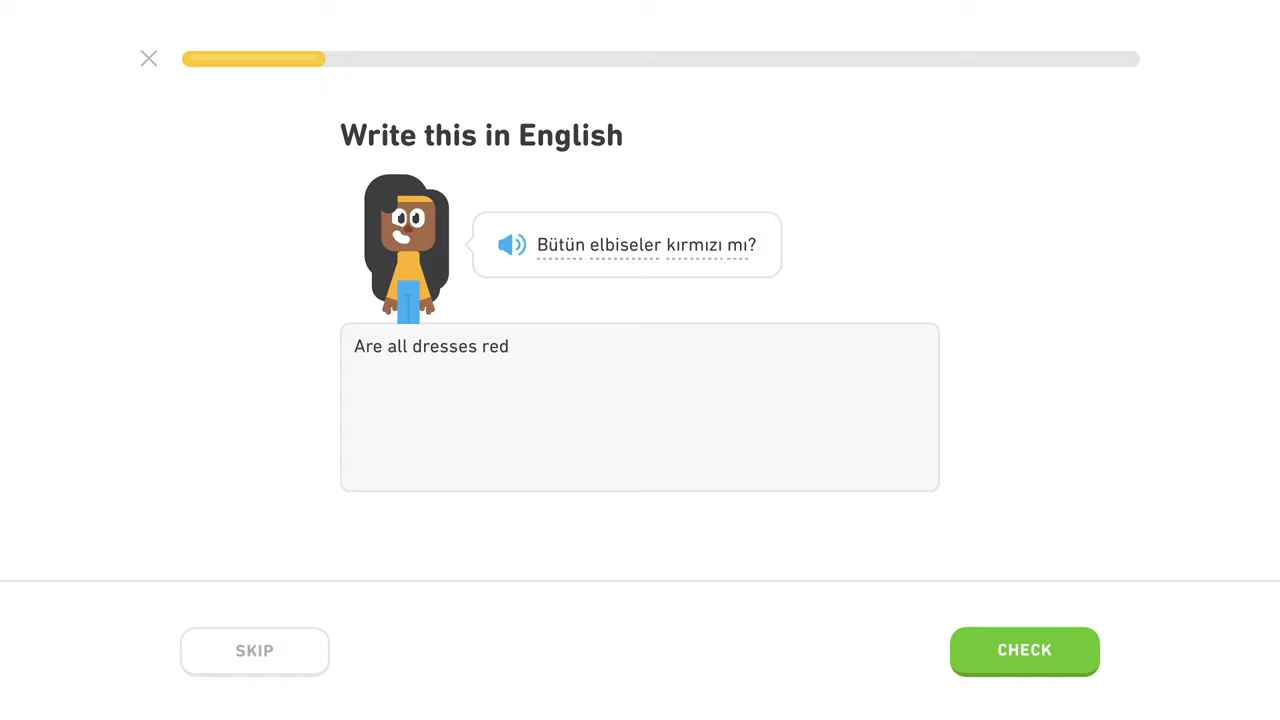 Write this in English
Bütün elbiseler kırmızı mı?
Are all dresses red
SKIP
CHECK